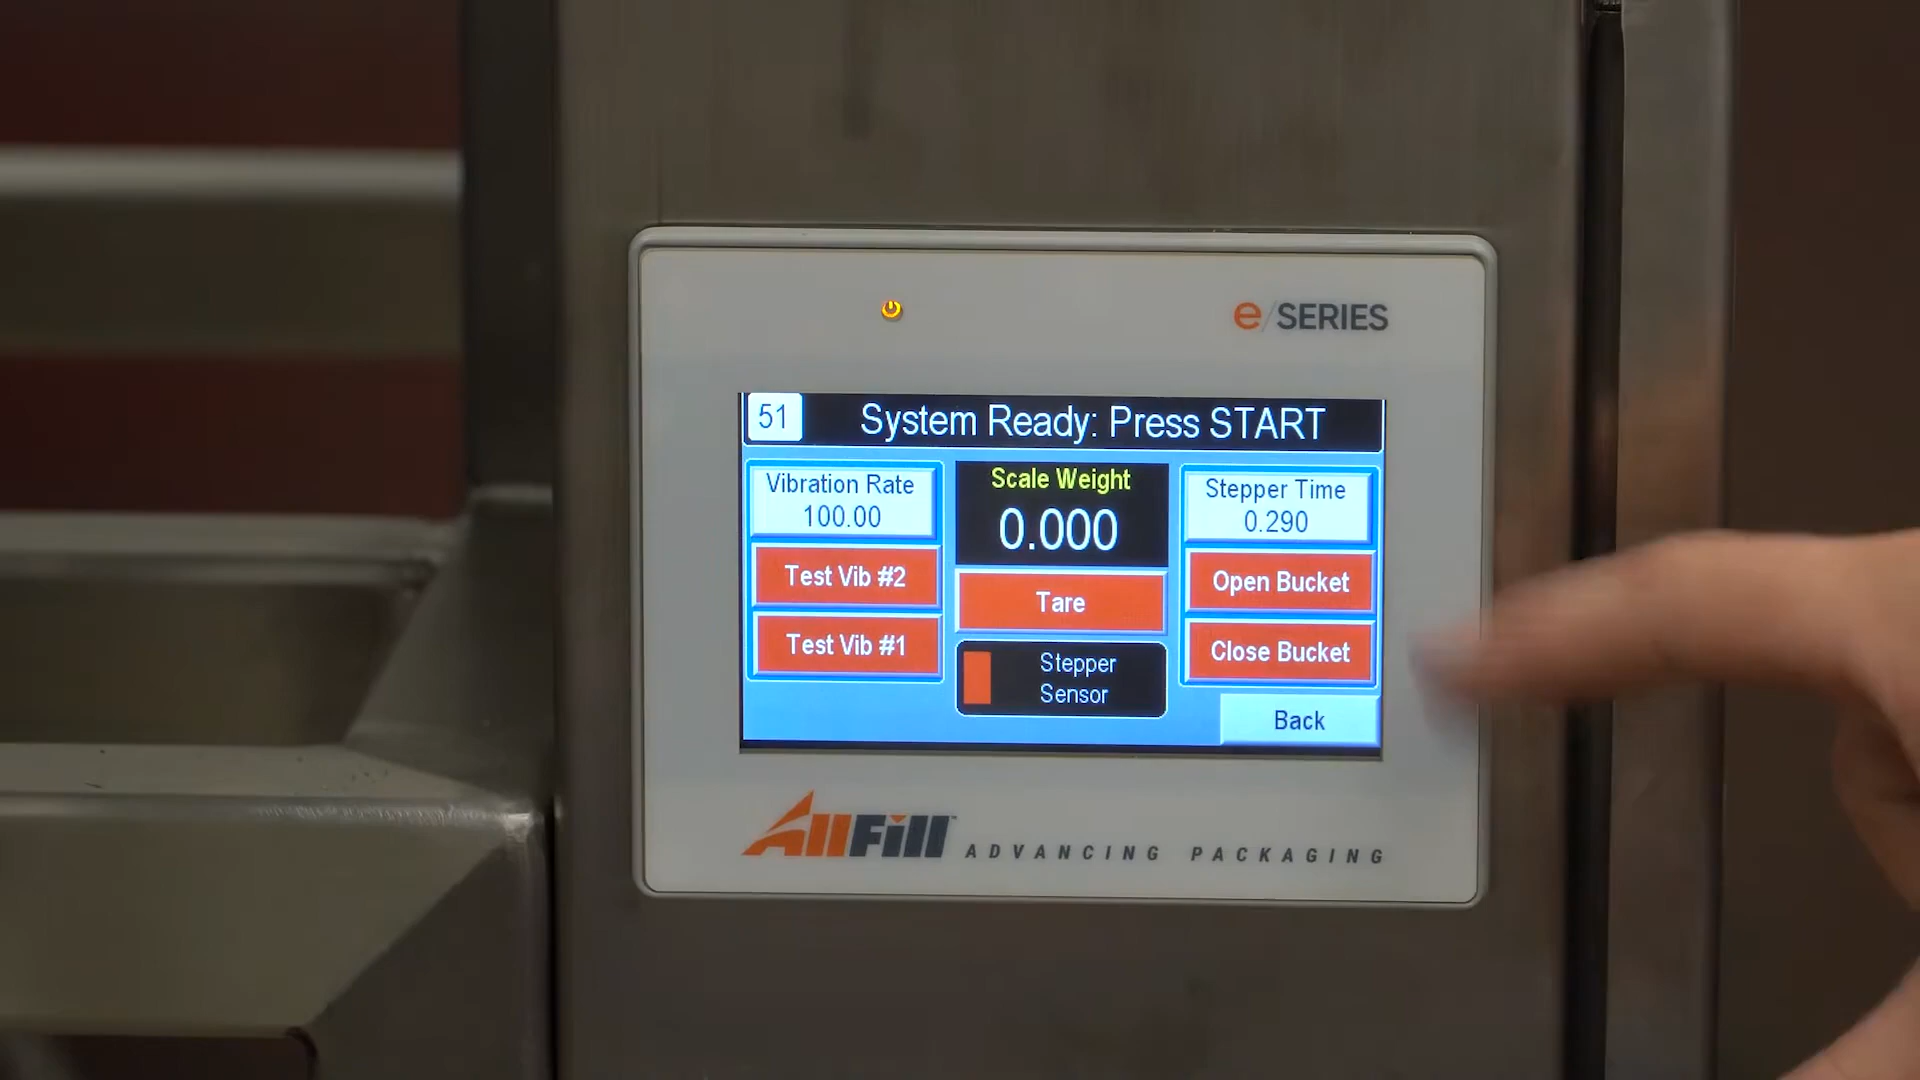 e/SERIES
51 System Ready: Press START
Vibration Rate
100.00
Test Vib #2
Test Vib #1
Scale Weight
0.000
Tare
Stepper
Sensor
Stepper Time
0.290
Open Bucket
Close Bucket
Back
AllFill™ ADVANCING PACKAGING